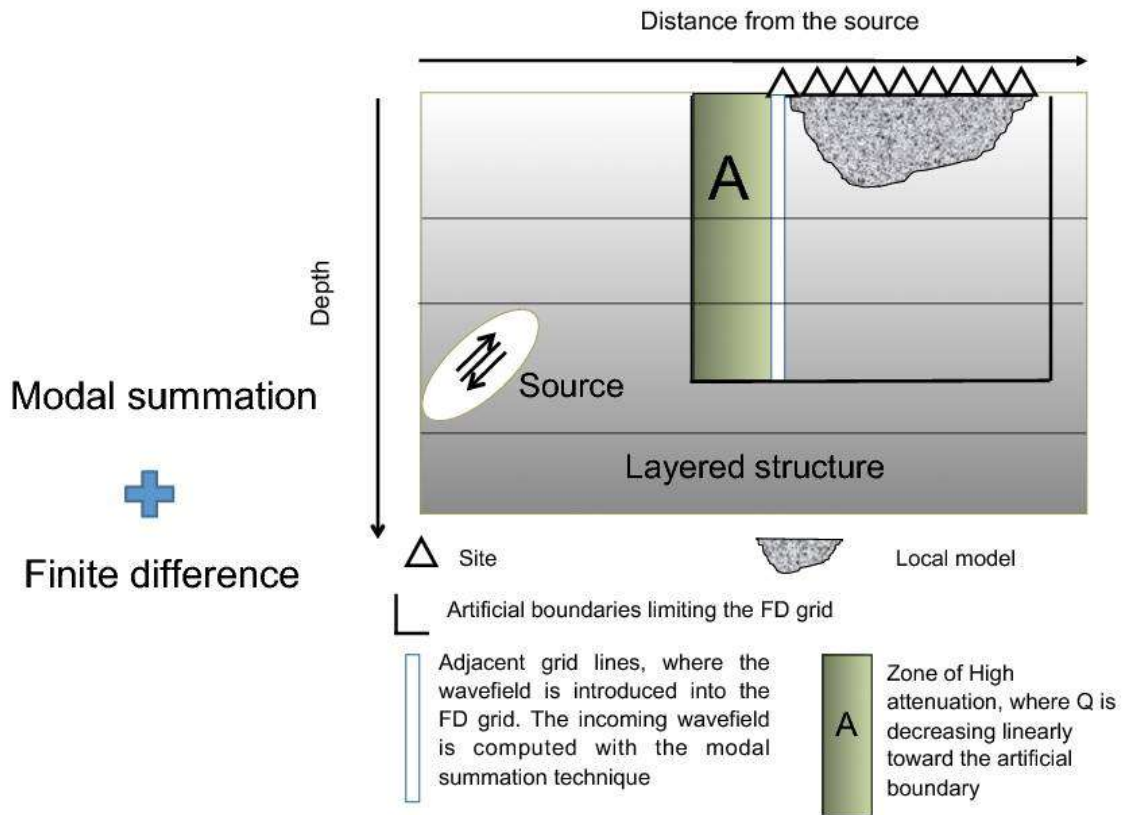 Distance from the source
Depth
A
Source
Layered structure
Modal summation
Finite difference
Site
Local model
Artificial boundaries limiting the FD grid
Adjacent grid lines, where the
wavefield is introduced into the
FD grid. The incoming wavefield
is computed with the modal
summation technique
A
Zone of High
attenuation, where Q is
decreasing linearly
toward the artificial
boundary